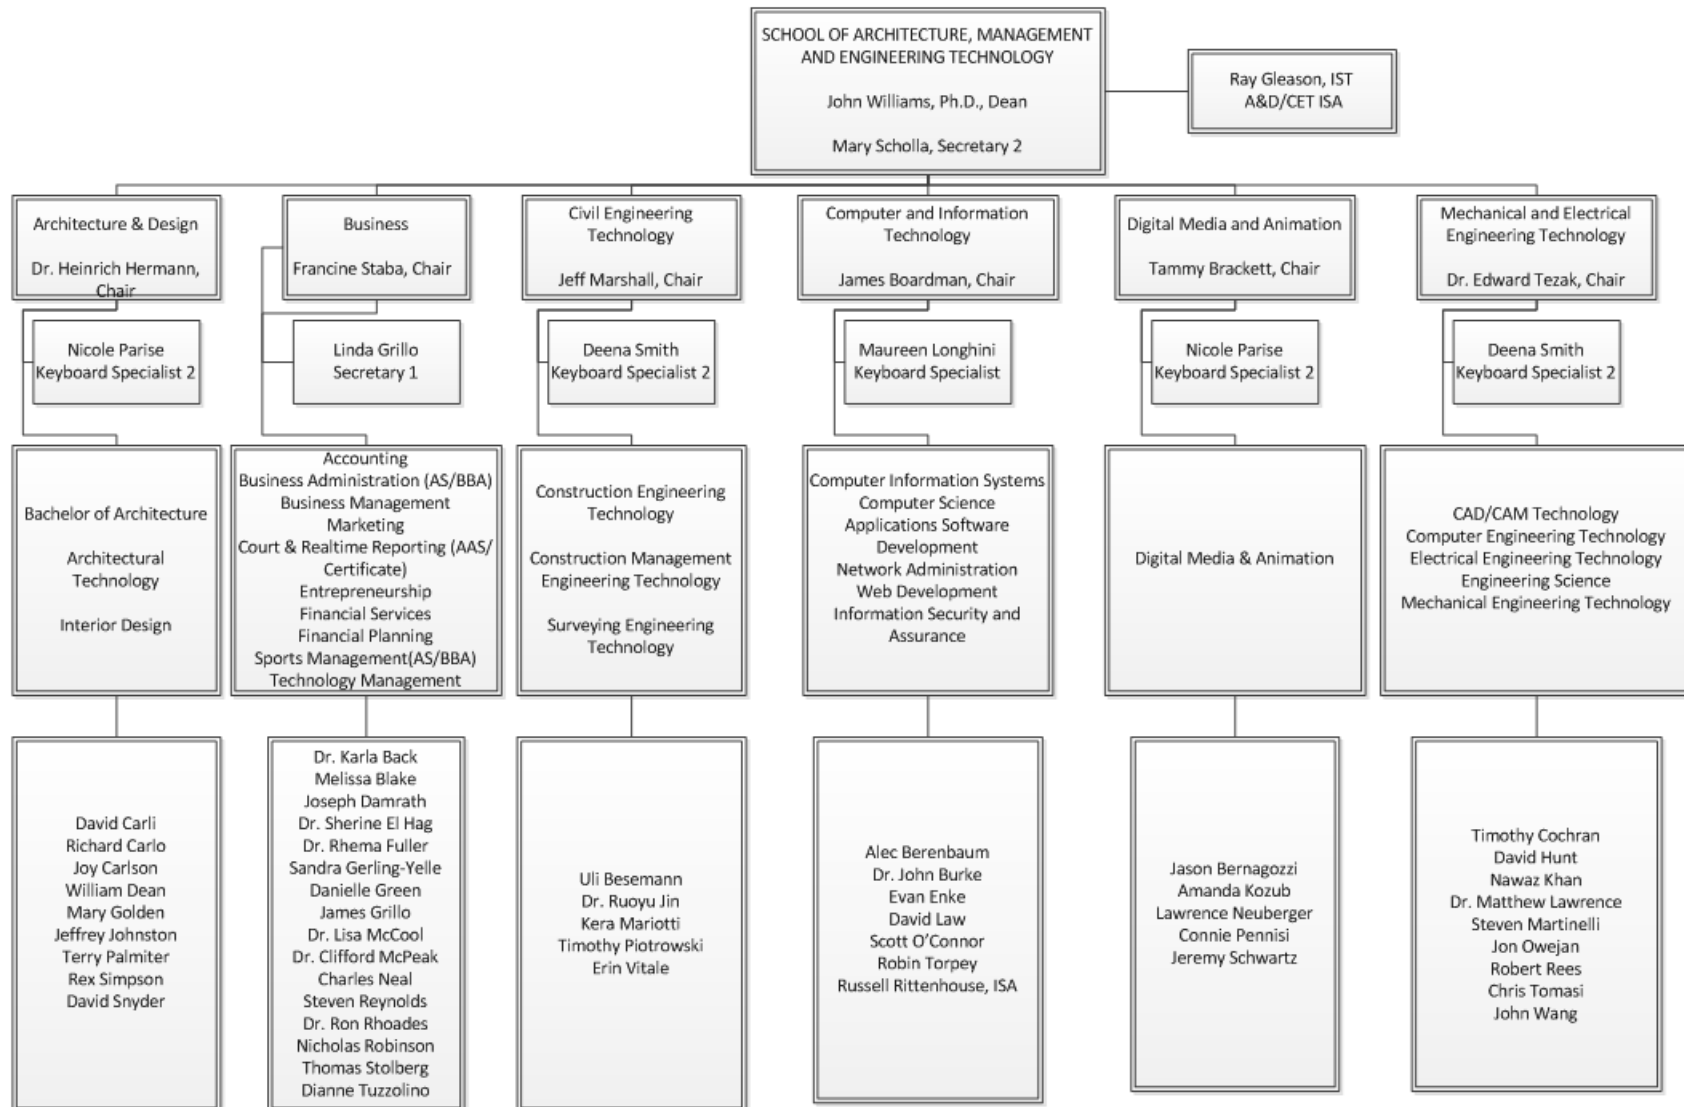 SCHOOL OF ARCHITECTURE, MANAGEMENT
AND ENGINEERING TECHNOLOGY
John Williams, Ph.D., Dean
Mary Scholla, Secretary 2
Ray Gleason, IST
A&D/CET ISA
Architecture & Design
Dr. Heinrich Hermann,
Chair
Business
Francine Staba, Chair
Civil Engineering
Technology
Jeff Marshall, Chair
Computer and Information
Technology
James Boardman, Chair
Digital Media and Animation
Tammy Brackett, Chair
Mechanical and Electrical
Engineering Technology
Dr. Edward Tezak, Chair
Nicole Parise
Keyboard Specialist 2
Linda Grillo
Secretary 1
Deena Smith
Keyboard Specialist 2
Maureen Longhini
Keyboard Specialist
Nicole Parise
Keyboard Specialist 2
Deena Smith
Keyboard Specialist 2
Bachelor of Architecture
Architectural
Technology
Interior Design
Accounting
Business Administration (AS/BBA)
Business Management
Marketing
Court & Realtime Reporting (AAS/
Certificate)
Entrepreneurship
Financial Services
Financial Planning
Sports Management(AS/BBA)
Technology Management
Construction Engineering
Technology
Construction Management
Engineering Technology
Surveying Engineering
Technology
Computer Information Systems
Computer Science
Applications Software
Development
Network Administration
Web Development
Information Security and
Assurance
Digital Media & Animation
CAD/CAM Technology
Computer Engineering Technology
Electrical Engineering Technology
Engineering Science
Mechanical Engineering Technology
David Carli
Richard Carlo
Joy Carlson
William Dean
Mary Golden
Jeffrey Johnston
Terry Palmiter
Rex Simpson
David Snyder
Dr. Karla Back
Melissa Blake
Joseph Damrath
Dr. Sherine El Hag
Dr. Rhema Fuller
Sandra Gerling-Yelle
Danielle Green
James Grillo
Dr. Lisa McCool
Dr. Clifford McPeak
Charles Neal
Steven Reynolds
Dr. Ron Rhoades
Nicholas Robinson
Thomas Stolberg
Dianne Tuzzolino
Uli Besemann
Dr. Ruoyu Jin
Kera Mariotti
Timothy Piotrowski
Erin Vitale
Alec Berenbaum
Dr. John Burke
Evan Enke
David Law
Scott O’Connor
Robin Torpey
Russell Rittenhouse, ISA
Jason Bernagozzi
Amanda Kozub
Lawrence Neuberger
Connie Pennisi
Jeremy Schwartz
Timothy Cochran
David Hunt
Nawaz Khan
Dr. Matthew Lawrence
Steven Martinelli
Jon Owejan
Robert Rees
Chris Tomasi
John Wang